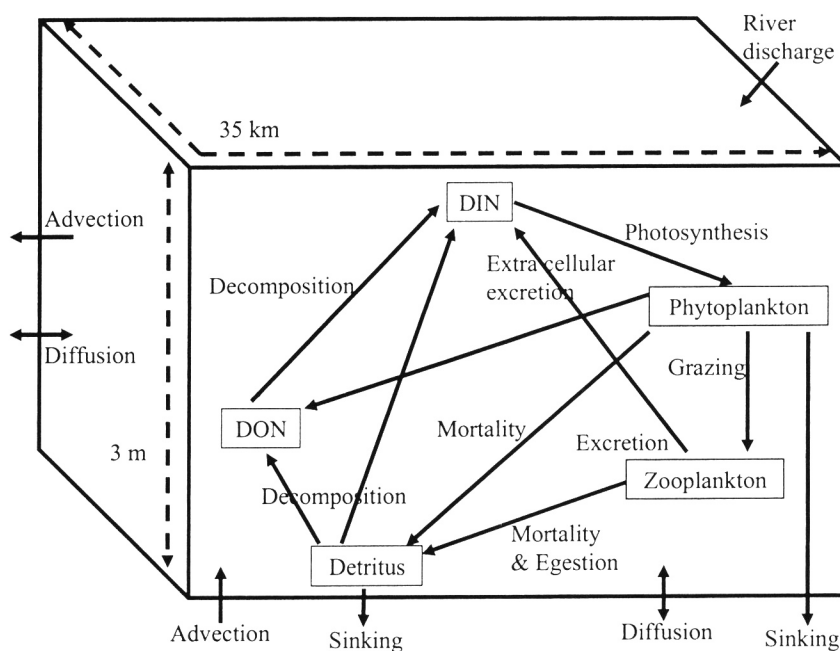 River
discharge
35 km
DIN
Advection
Photosynthesis
Extra cellular
excretion
Decomposition
Phytoplankton
Diffusion
Grazing
DON
Mortality
3 m
Excretion
Zooplankton
Decomposition
Mortality
& Egestion
Detritus
Advection
Sinking
Diffusion
Sinking